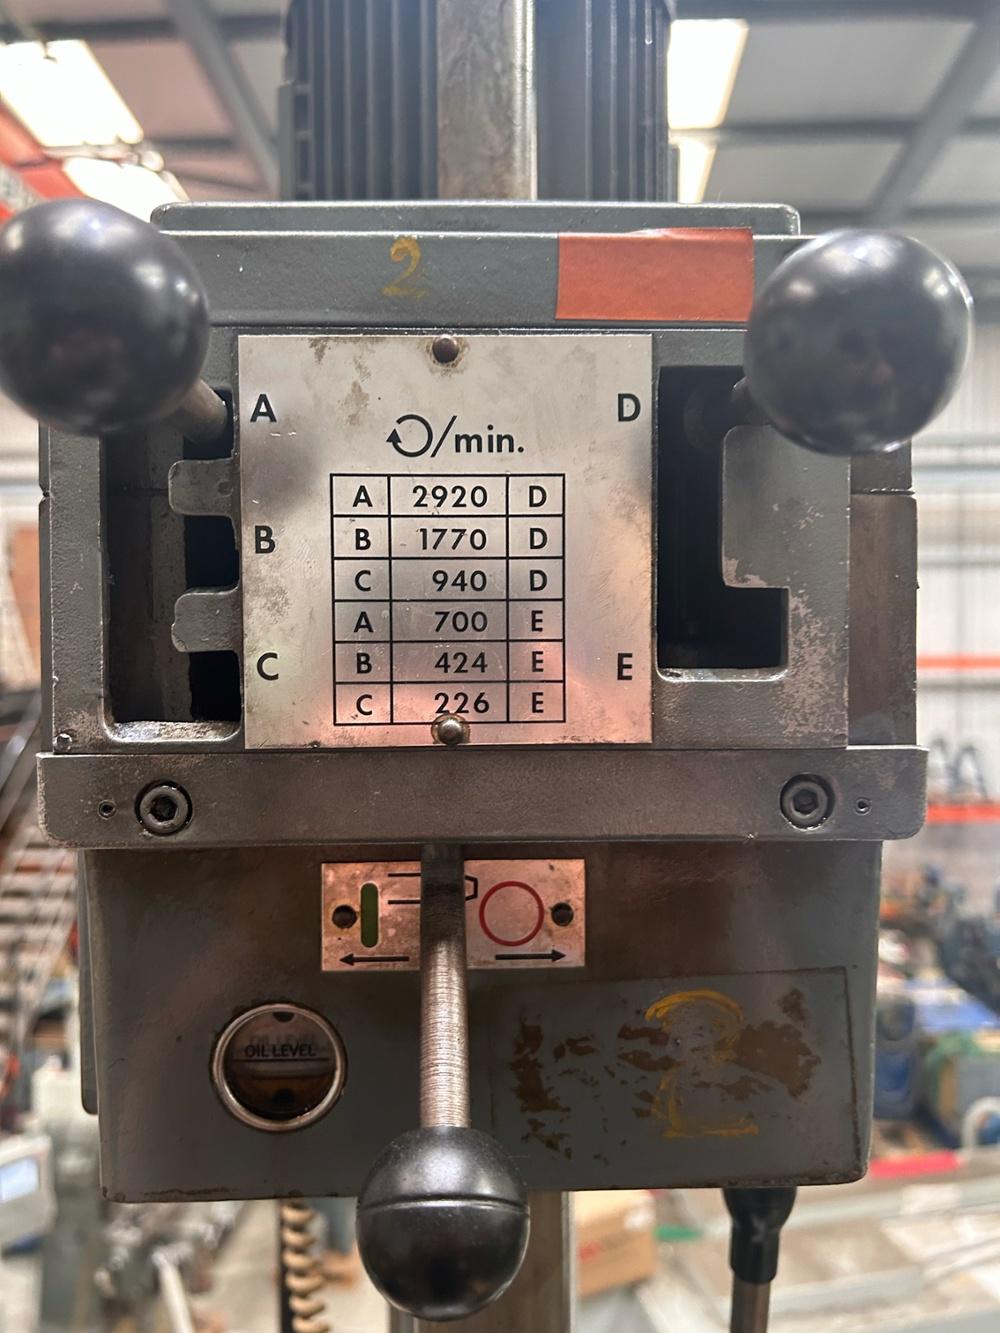 2
A D
/min.
A 2920 D
B 1770 D
B
C 940 D
A 700 E
B 424 E
C E
C 226 E
OIL LEVEL
2